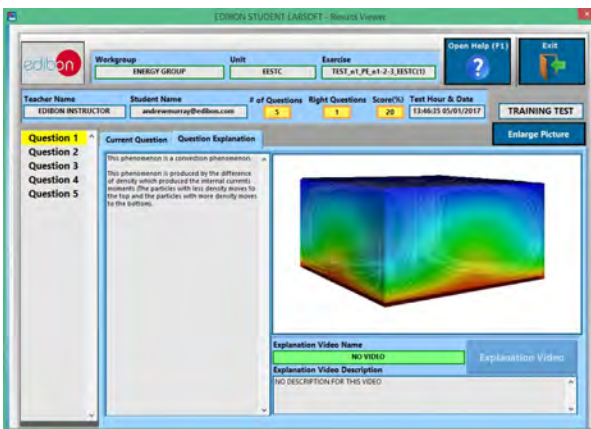 EDIBON STUDENT LABSOFT - Results Viewer
edibon
Workgroup
ENERGY GROUP
Unit
EESTC
Exercise
TEST_n1_PE_n1-2-3_EESTC(1)
Open Help (F1)
?
Exit
Teacher Name
EDIBON INSTRUCTOR
Student Name
andrewmurray@edibon.com
# of Questions
5
Right Questions
1
Score(%)
20
Test Hour & Date
13:46:35 05/01/2017
TRAINING TEST
Enlarge Picture
Question 1
Question 2
Question 3
Question 4
Question 5
Current Question
Question Explanation
This phenomenon is a convection phenomenon.
This phenomenon is produced by the difference
of density which produced the internal currents
moments (The particles with less density moves to
the top and the particles with more density moves
to the bottom).
Explanation Video Name
NO VIDEO
Explanation Video
Explanation Video Description
NO DESCRIPTION FOR THIS VIDEO